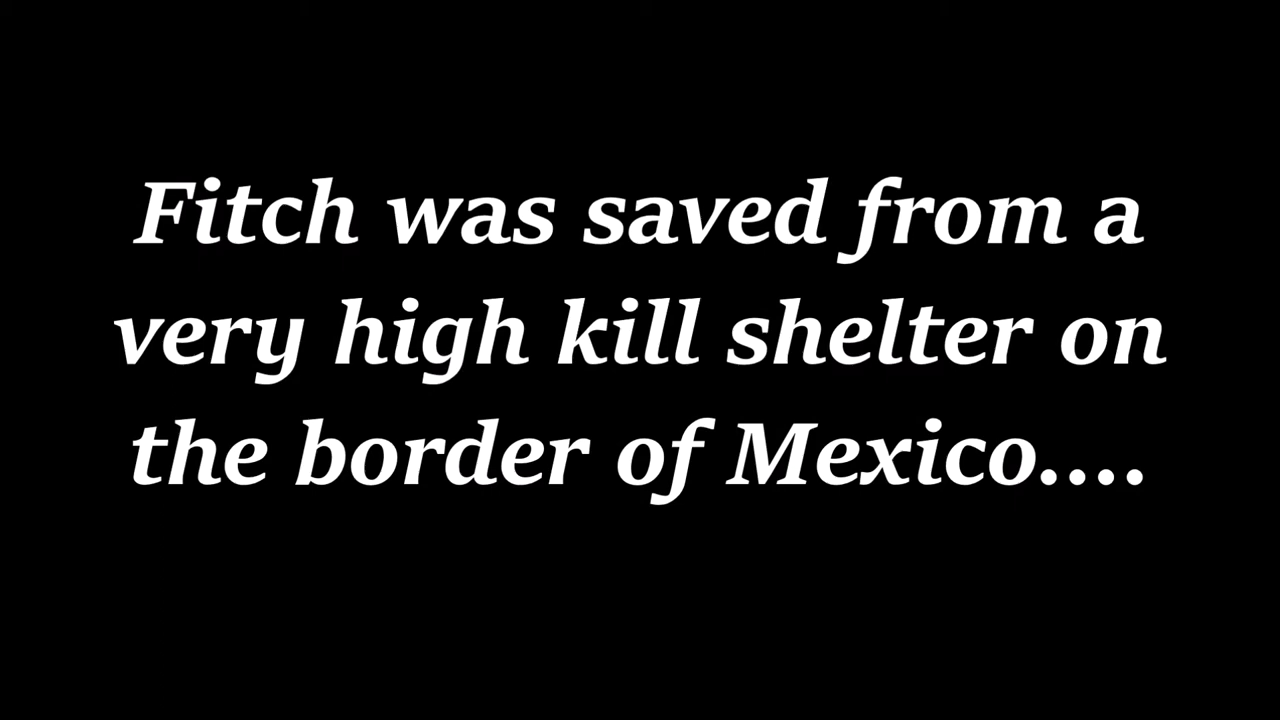 Fitch was saved from a
very high kill shelter on
the border of Mexico....